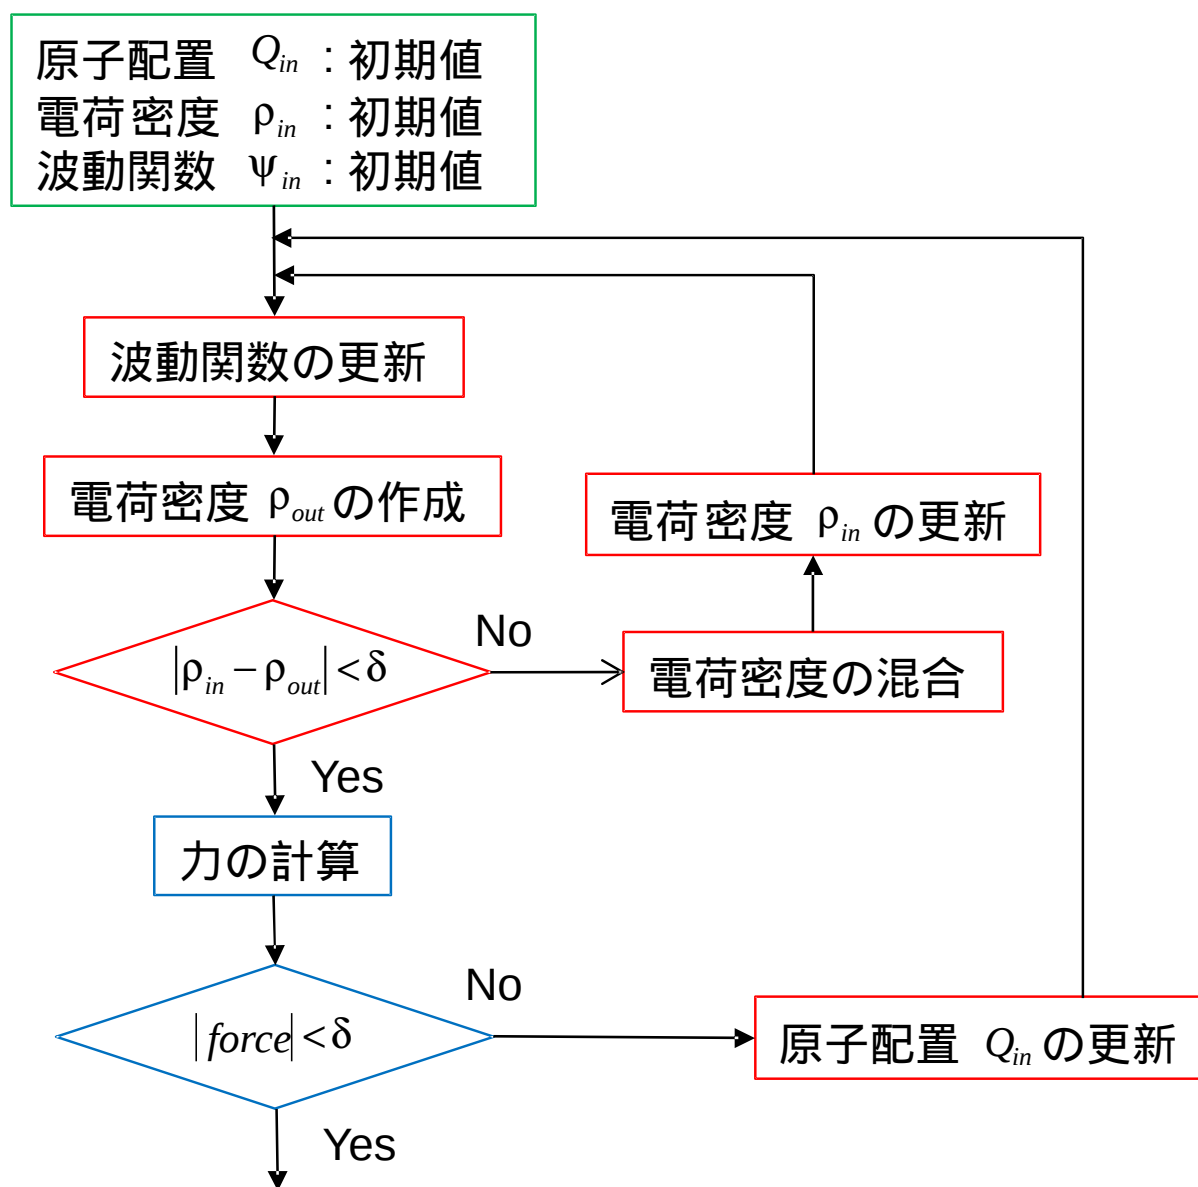 原子配置 Q_in : 初期値
電荷密度 ρ_in : 初期値
波動関数 ψ_in : 初期値
波動関数の更新
電荷密度 ρ_out の作成
電荷密度 ρ_in の更新
|ρ_in − ρ_out| < δ
No
電荷密度の混合
Yes
力の計算
|force| < δ
No
原子配置 Q_in の更新
Yes